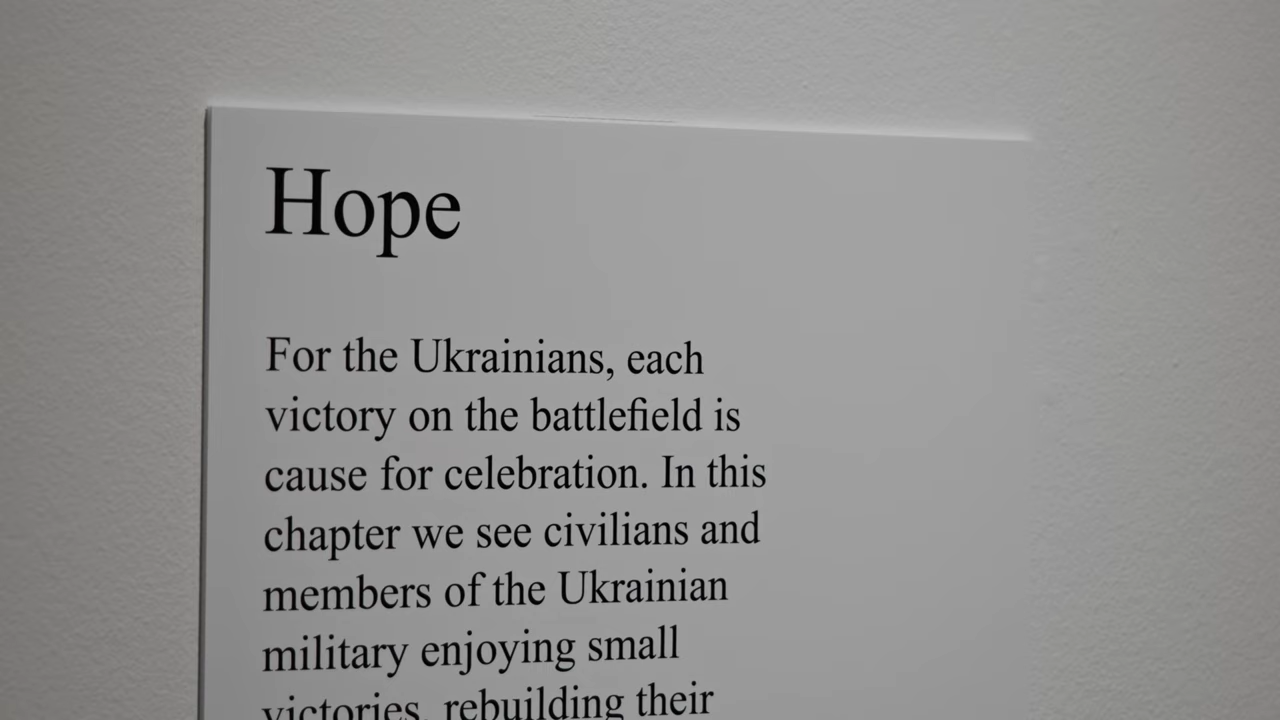 Hope
For the Ukrainians, each
victory on the battlefield is
cause for celebration. In this
chapter we see civilians and
members of the Ukrainian
military enjoying small
victories, rebuilding their